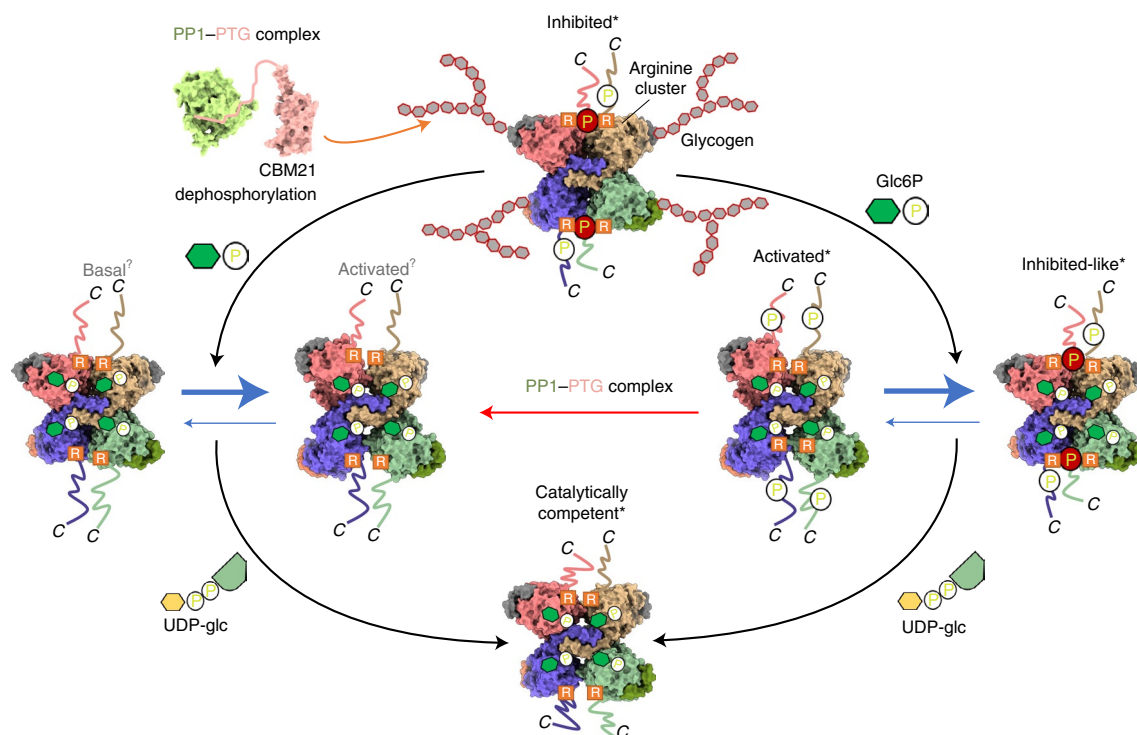 PP1–PTG complex
CBM21
dephosphorylation
Inhibited*
C
C
Arginine
cluster
P
R
P
R
Glycogen
R
P
R
P
C
C
P
Glc6P
P
Basal?
C
C
R
R
P
P
P
P
R
R
C
C
Activated?
C
C
R
R
P
P
P
P
R
R
C
C
PP1–PTG complex
Activated*
C
C
P
P
R
R
P
P
P
P
R
R
P
P
C
C
Inhibited-like*
C
C
P
R
P
R
P
P
P
P
R
P
R
P
C
C
Catalytically
competent*
C
C
R
R
P
P
P
P
R
R
C
C
P
P
UDP-glc
P
P
UDP-glc